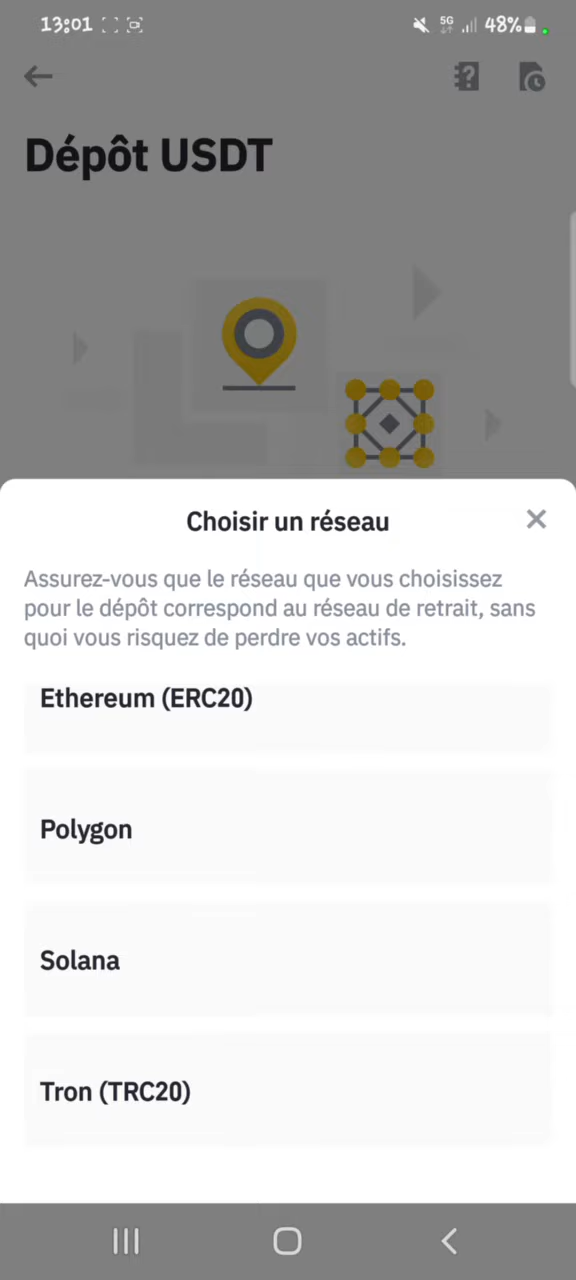 13:01
5G
48%
Dépôt USDT
Choisir un réseau
Assurez-vous que le réseau que vous choisissez
pour le dépôt correspond au réseau de retrait, sans
quoi vous risquez de perdre vos actifs.
Ethereum (ERC20)
Polygon
Solana
Tron (TRC20)